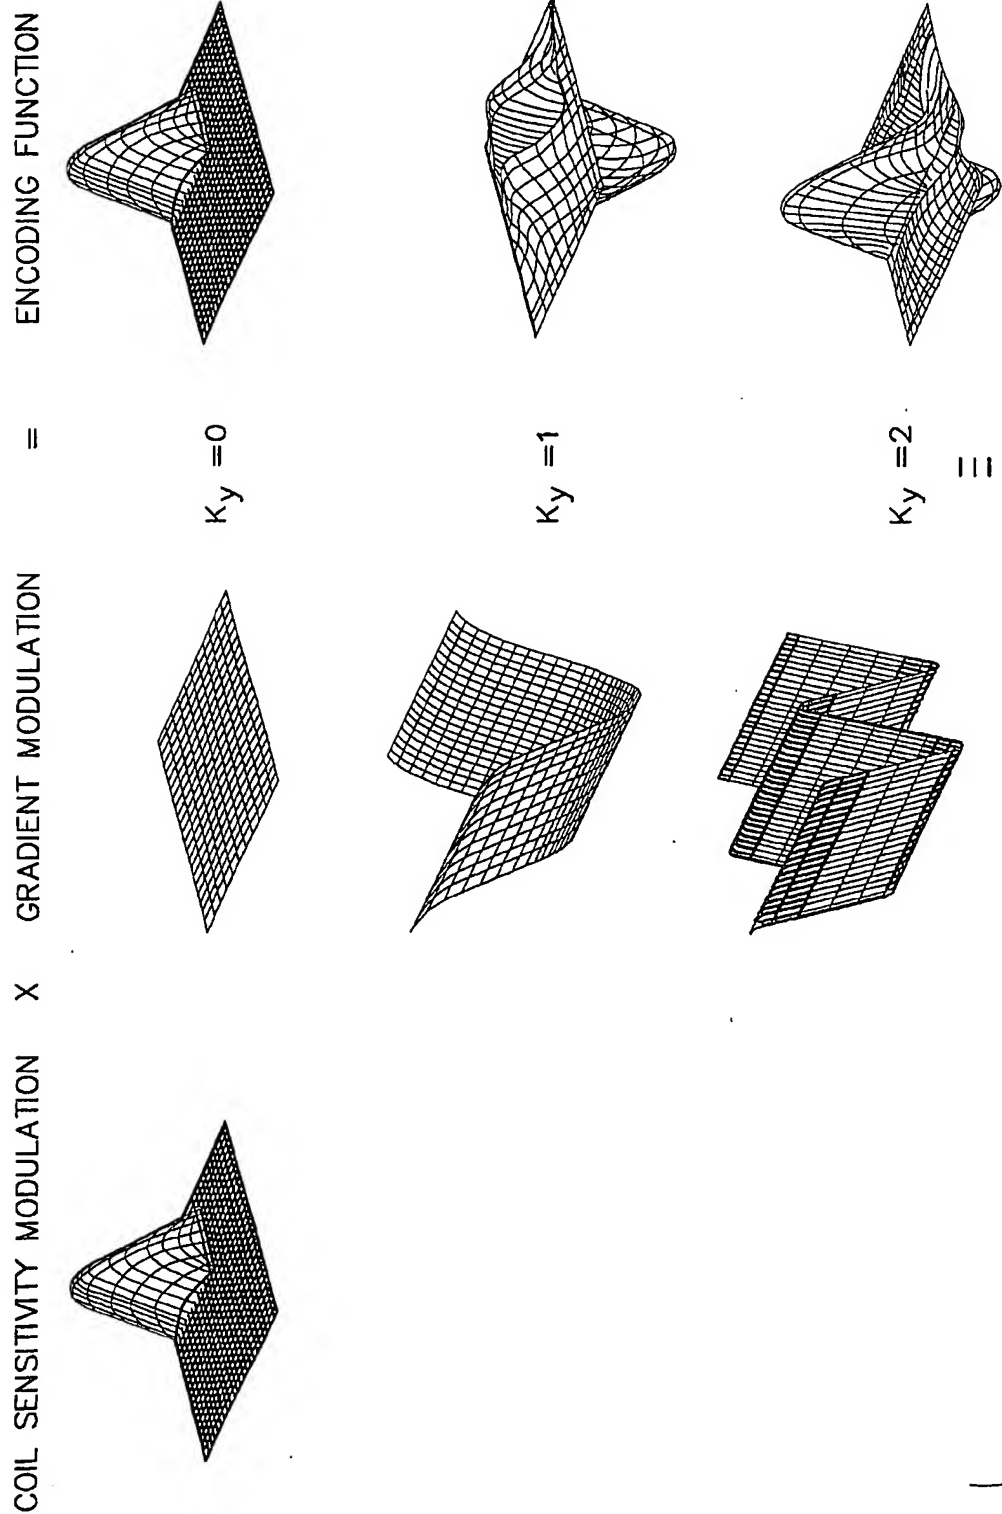 COIL SENSITIVITY MODULATION X GRADIENT MODULATION = ENCODING FUNCTION
Ky =0
Ky =1
Ky =2